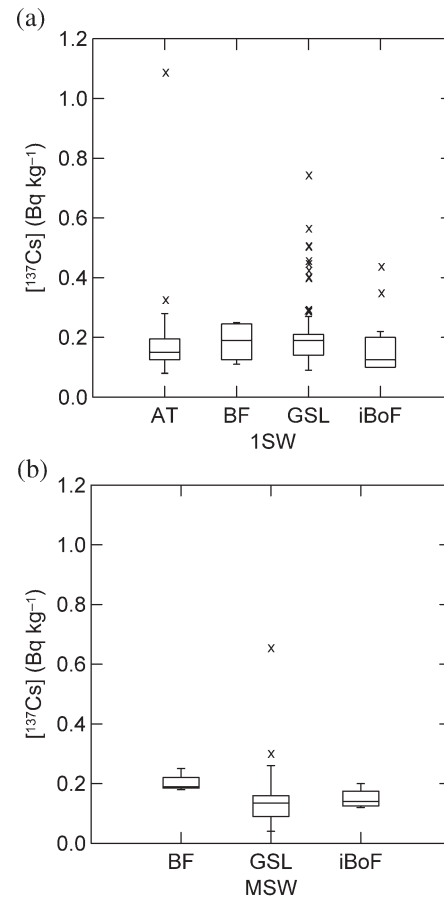 (a)
1.2
1.0
0.8
0.6
0.4
0.2
0.0
[¹³⁷Cs] (Bq kg⁻¹)
AT BF GSL iBoF
1SW
(b)
1.2
1.0
0.8
0.6
0.4
0.2
0.0
[¹³⁷Cs] (Bq kg⁻¹)
BF GSL iBoF
MSW